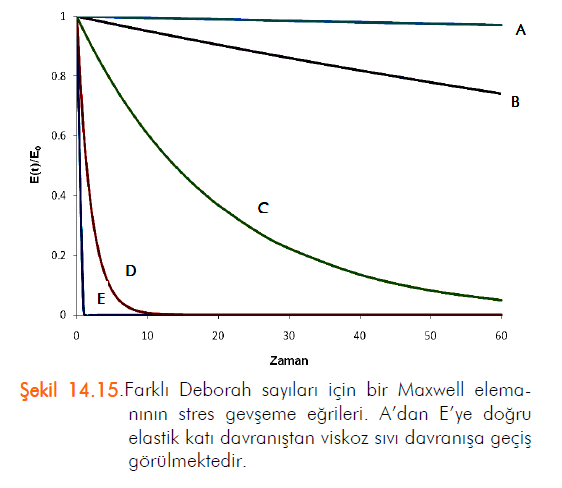 1
A
0.8
B
0.6
E(t)/E₀
0.4
C
0.2
D
E
0
0 10 20 30 40 50 60
Zaman
Şekil 14.15.Farklı Deborah sayıları için bir Maxwell elema-
nının stres gevşeme eğrileri. A'dan E'ye doğru
elastik katı davranıştan viskoz sıvı davranışa geçiş
görülmektedir.